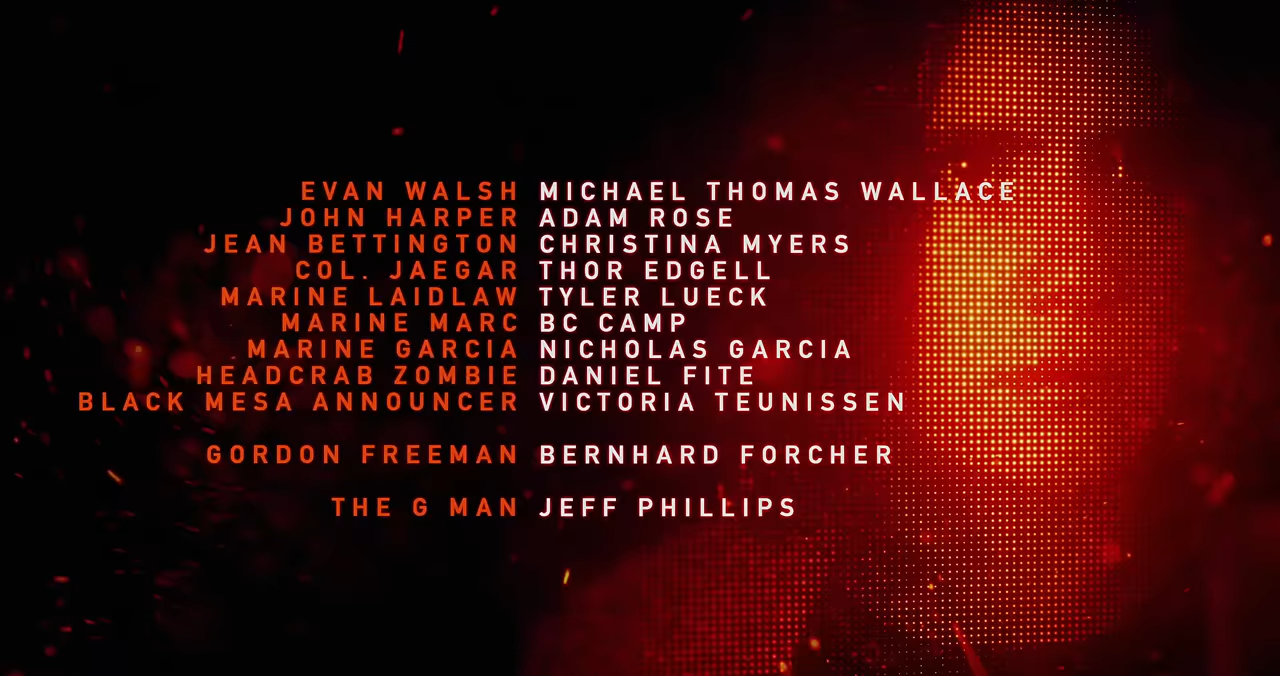 EVAN WALSH MICHAEL THOMAS WALLACE
JOHN HARPER ADAM ROSE
JEAN BETTINGTON CHRISTINA MYERS
COL. JAEGAR THOR EDGELL
MARINE LAIDLAW TYLER LUECK
MARINE MARC BC CAMP
MARINE GARCIA NICHOLAS GARCIA
HEADCRAB ZOMBIE DANIEL FITE
BLACK MESA ANNOUNCER VICTORIA TEUNISSEN
GORDON FREEMAN BERNHARD FORCHER
THE G MAN JEFF PHILLIPS